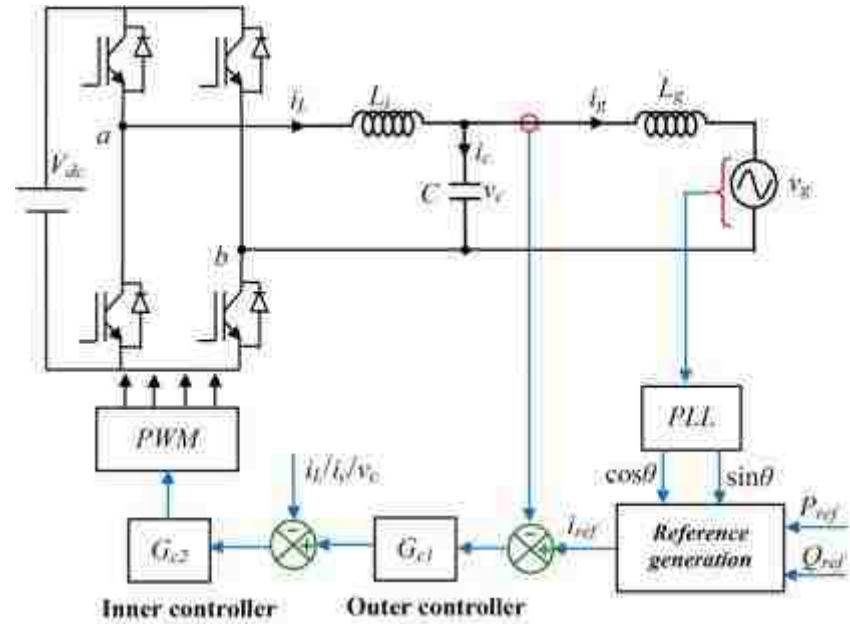 i_L
L_i
i_g
L_g
a
V_dc
i_c
C
v_c
v_g
b
PWM
PLL
cosθ
sinθ
i_L/i_c/v_c
i_ref
P_ref
Reference
generation
Q_ref
G_c2
G_c1
Inner controller
Outer controller